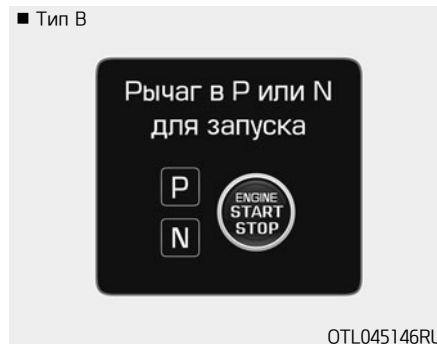 ■ Тип B
Рычаг в P или N
для запуска
P
N
ENGINE
START
STOP
OTL045146RU